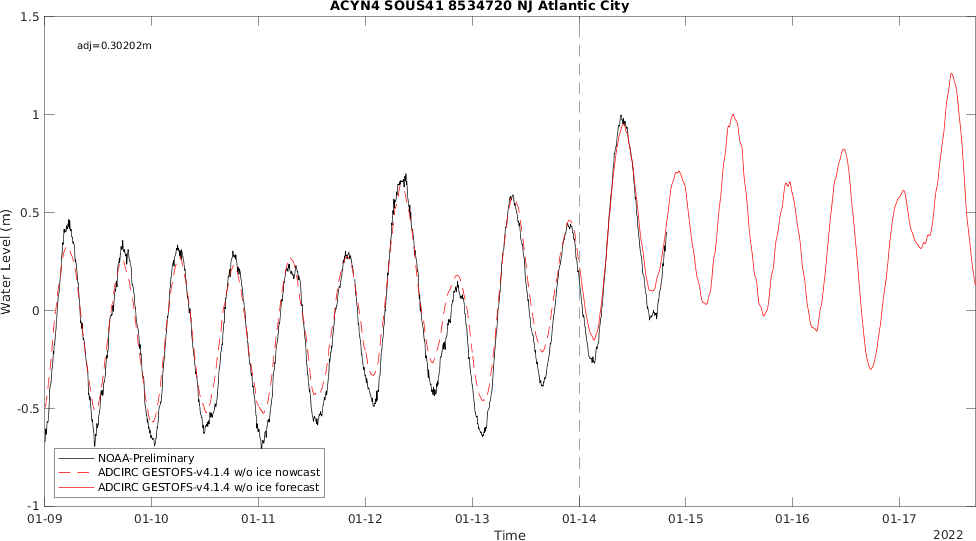 ACYN4 SOUS41 8534720 NJ Atlantic City
adj=0.30202m
1.5
1
0.5
0
-0.5
-1
Water Level (m)
NOAA-Preliminary
ADCIRC GESTOFS-v4.1.4 w/o ice nowcast
ADCIRC GESTOFS-v4.1.4 w/o ice forecast
01-09 01-10 01-11 01-12 01-13 01-14 01-15 01-16 01-17
Time
2022